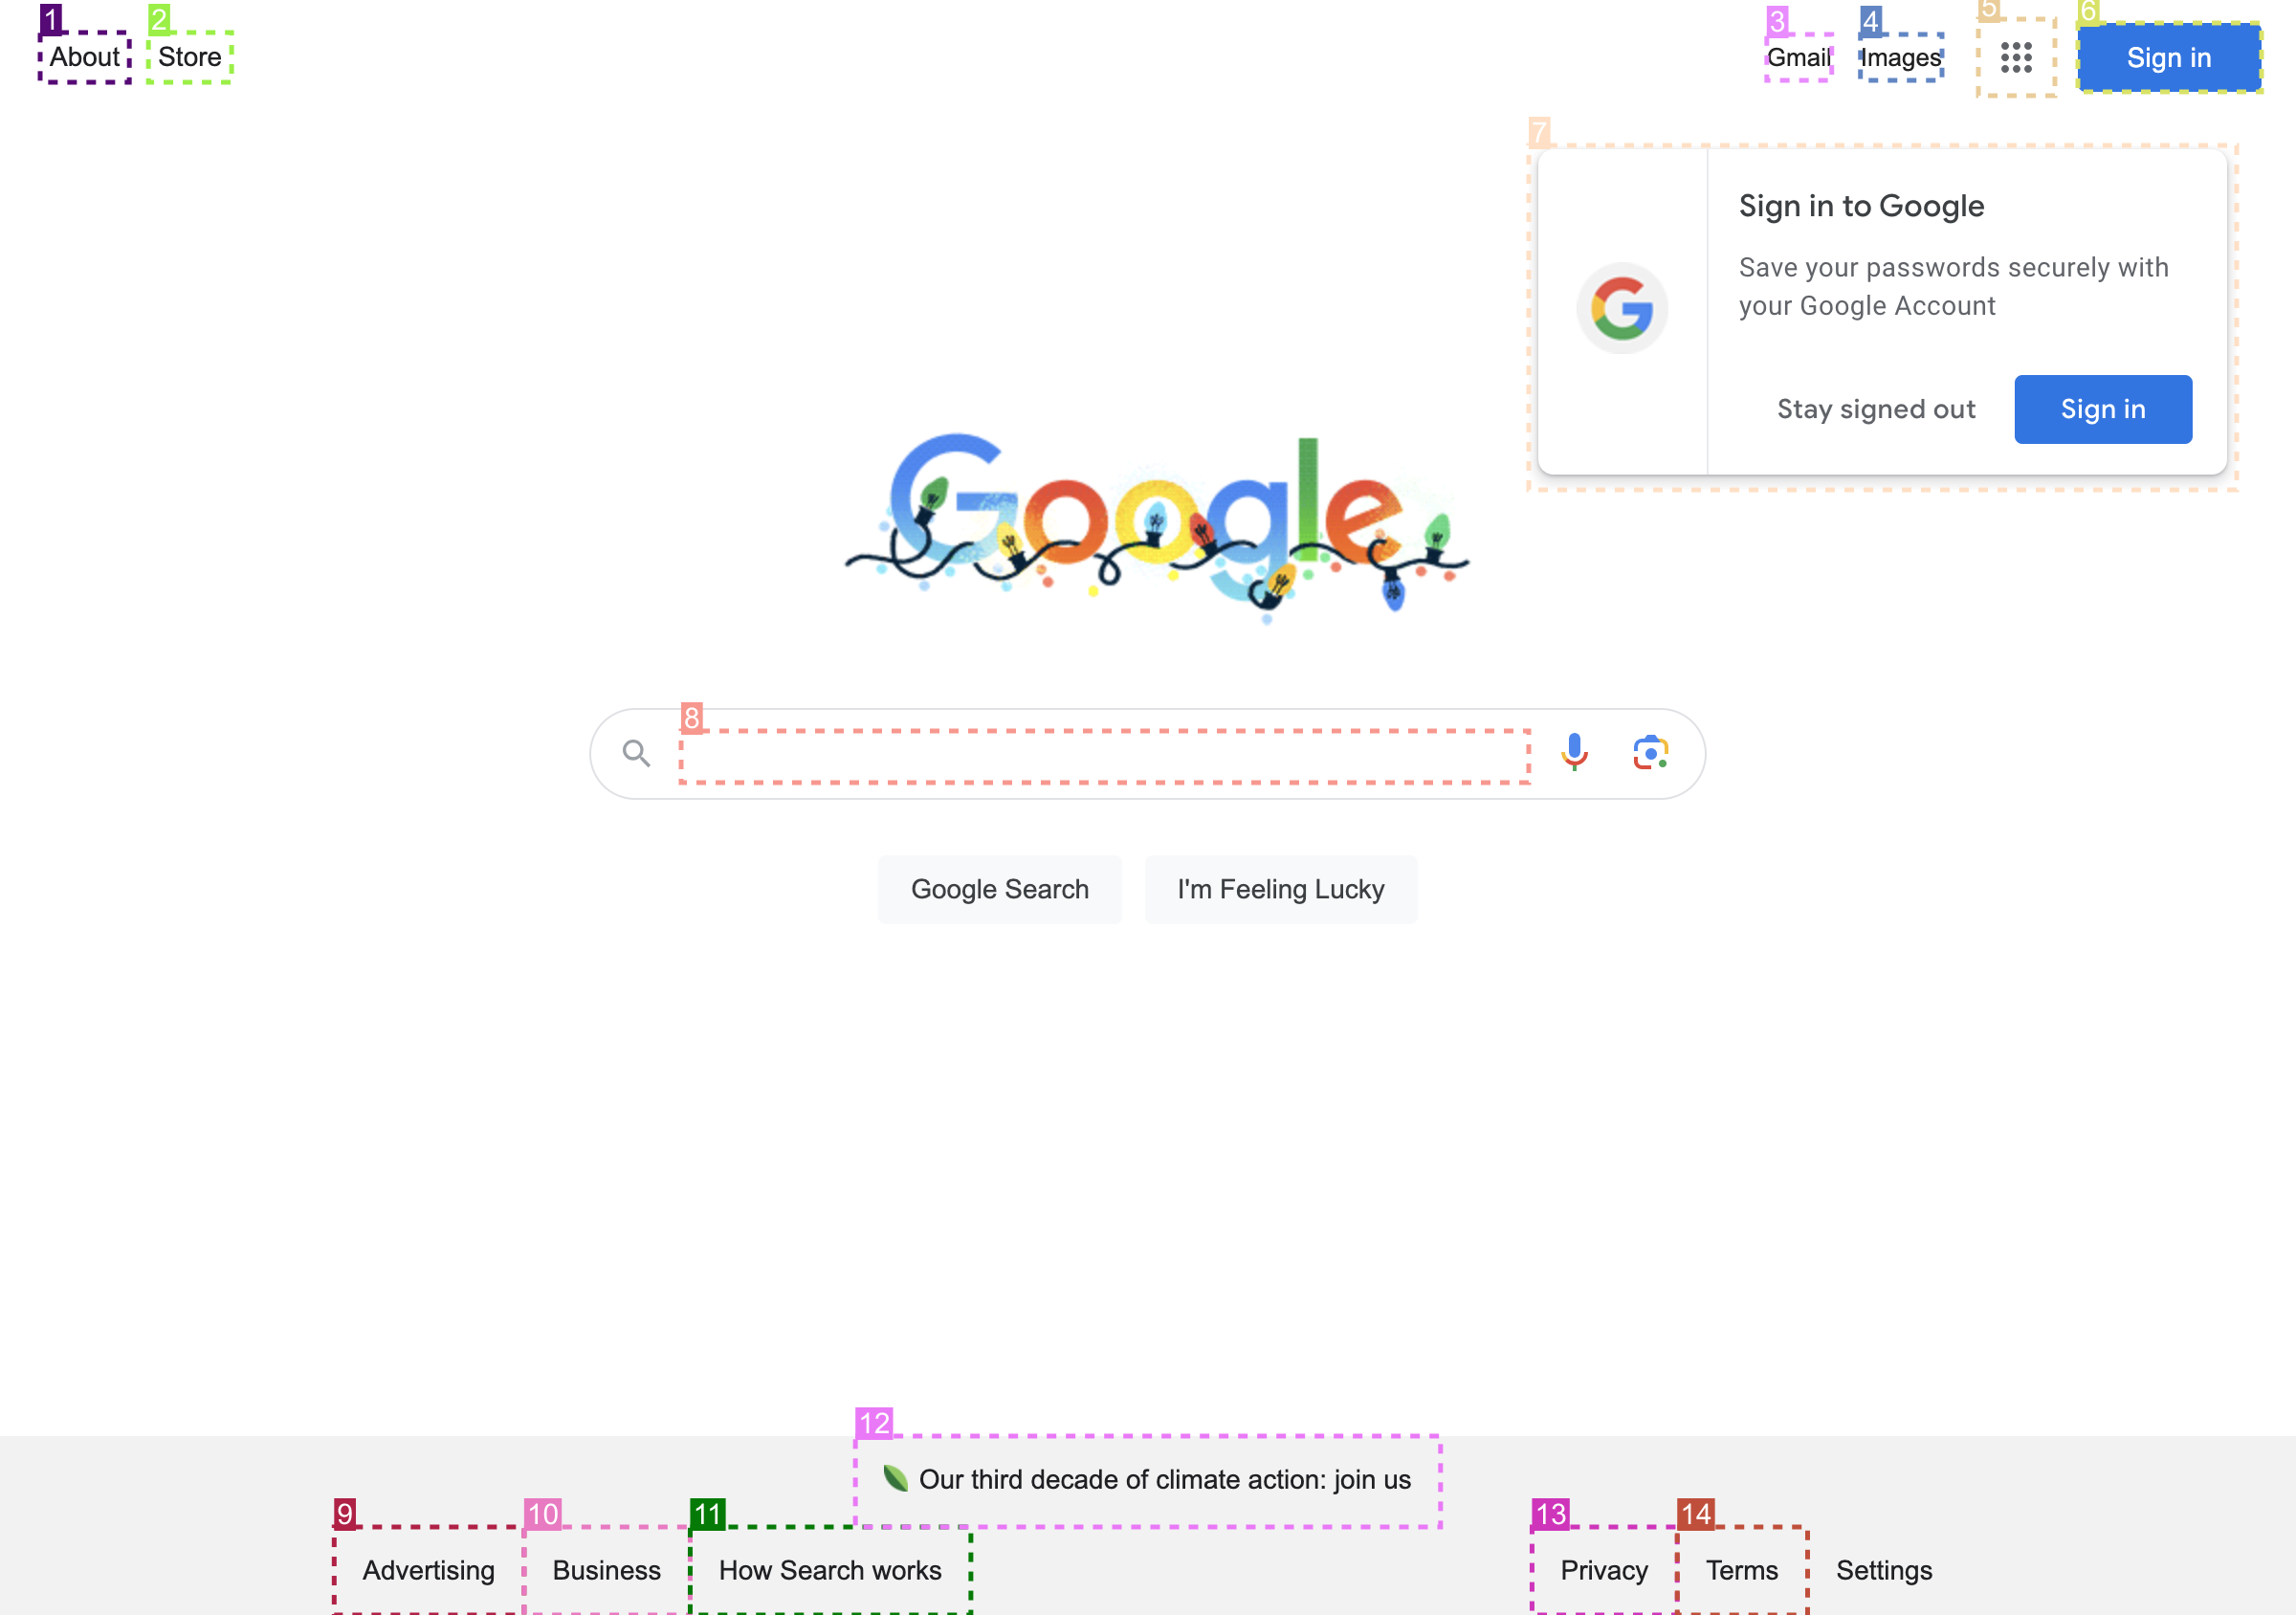 1
2
3
4
5
6
About
Store
Gmail
Images
Sign in
7
Sign in to Google
Save your passwords securely with
your Google Account
Stay signed out
Sign in
Google
8
Google Search
I'm Feeling Lucky
12
Our third decade of climate action: join us
9
10
11
13
14
Advertising
Business
How Search works
Privacy
Terms
Settings